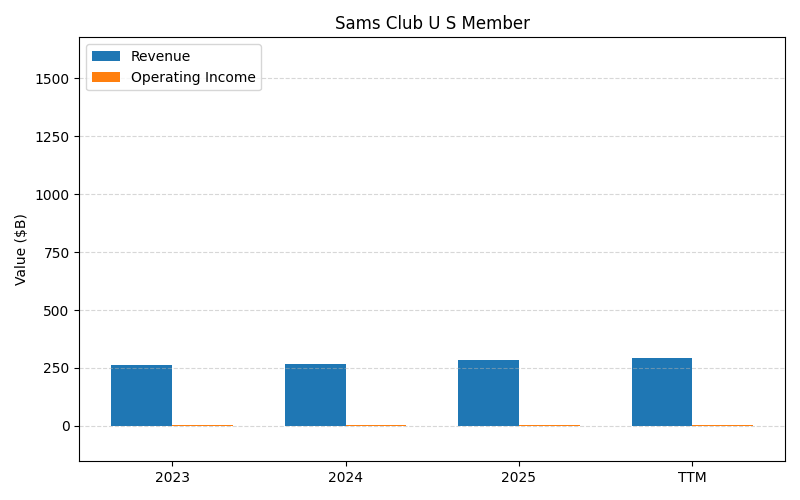 Sams Club U S Member
Revenue
Operating Income
1500
1250
1000
750
500
250
0
Value ($B)
2023 2024 2025 TTM